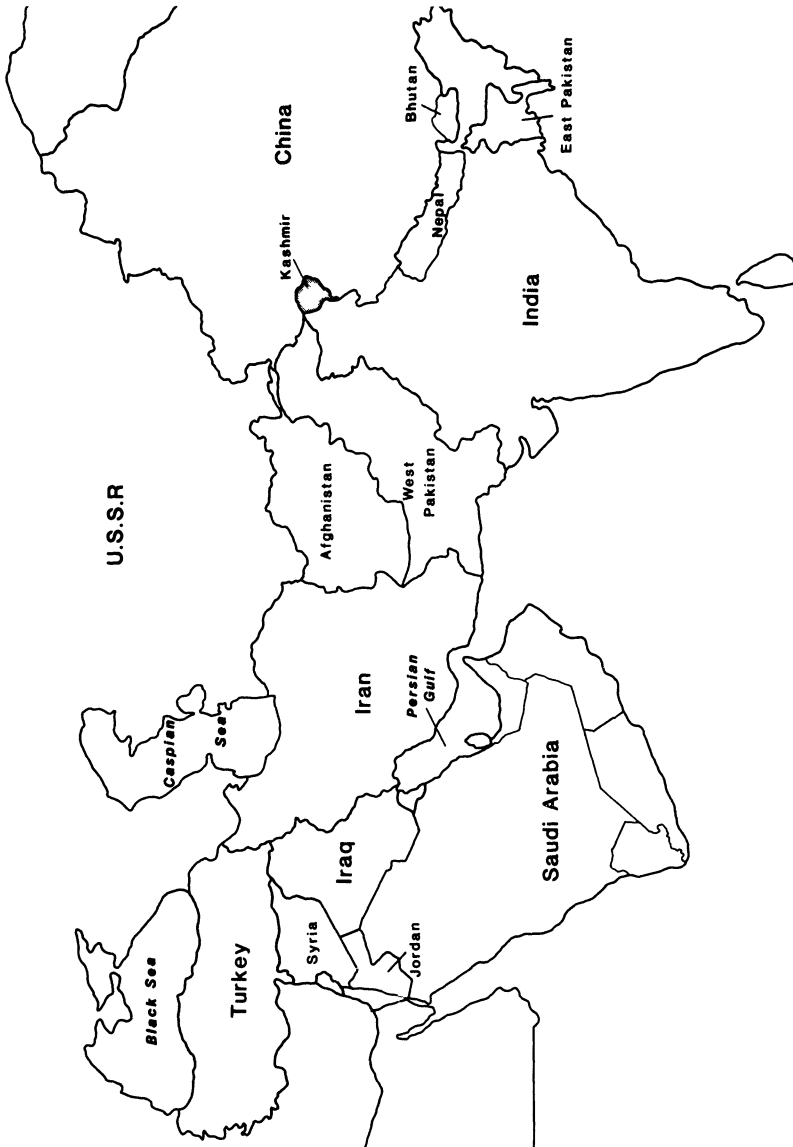 U.S.S.R
China
Kashmir
Bhutan
East Pakistan
Nepal
India
Afghanistan
West
Pakistan
Caspian
Sea
Iran
Persian
Gulf
Black Sea
Turkey
Syria
Iraq
Jordan
Saudi Arabia